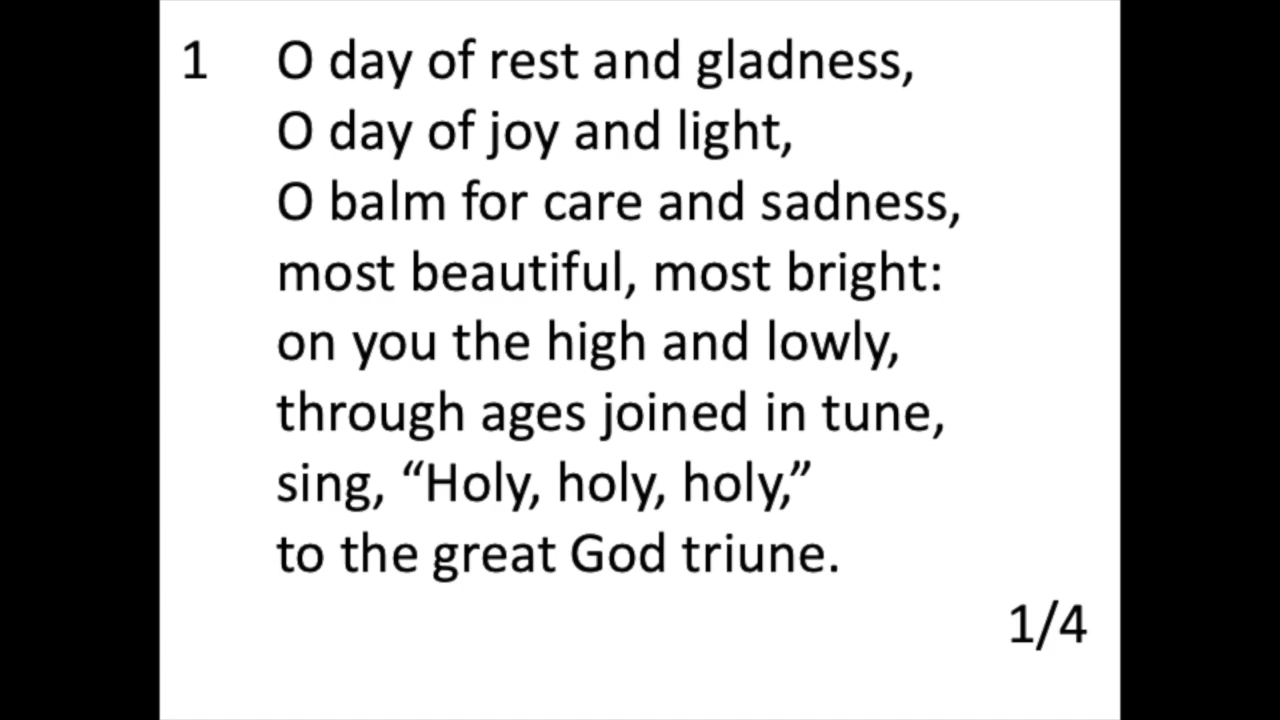 1 O day of rest and gladness,
O day of joy and light,
O balm for care and sadness,
most beautiful, most bright:
on you the high and lowly,
through ages joined in tune,
sing, “Holy, holy, holy,”
to the great God triune.
1/4